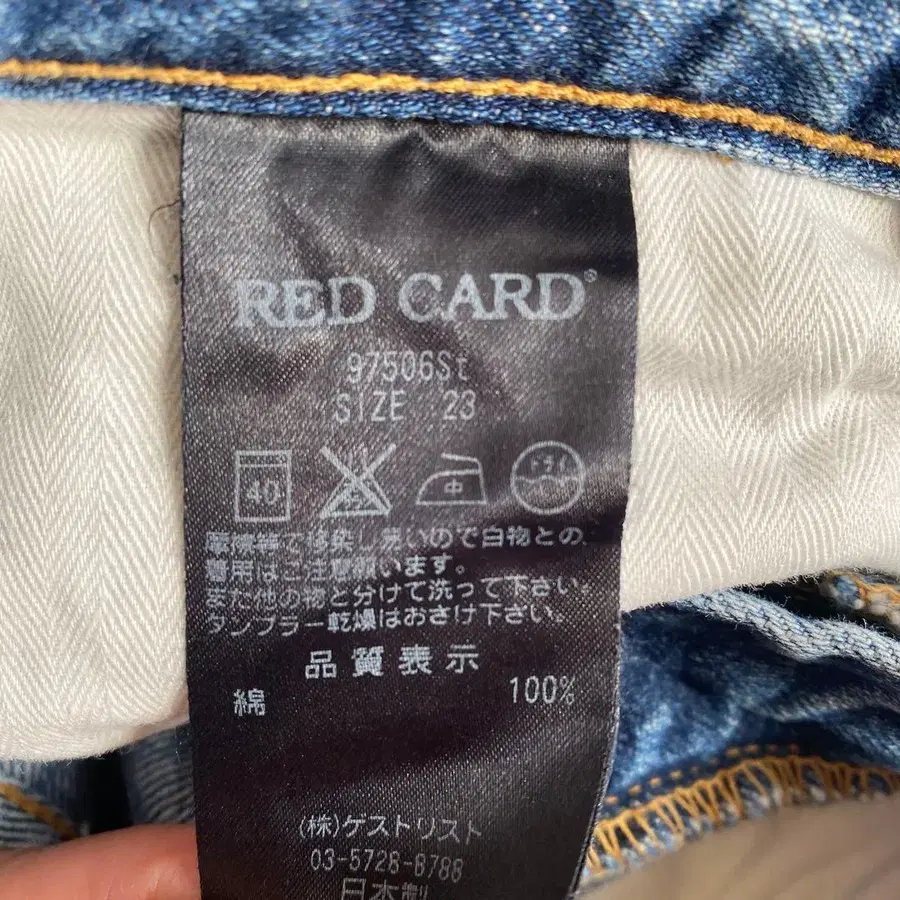 RED CARD®
97506St
SIZE 23
40 中 ドライ
摩擦等で移染し易いので白物との
着用はご注意願います。
また他の物と分けて洗って下さい。
タンブラー乾燥はおさけ下さい。
品質表示
綿 100%
(株)ゲストリスト
03-5728-8788
日本製